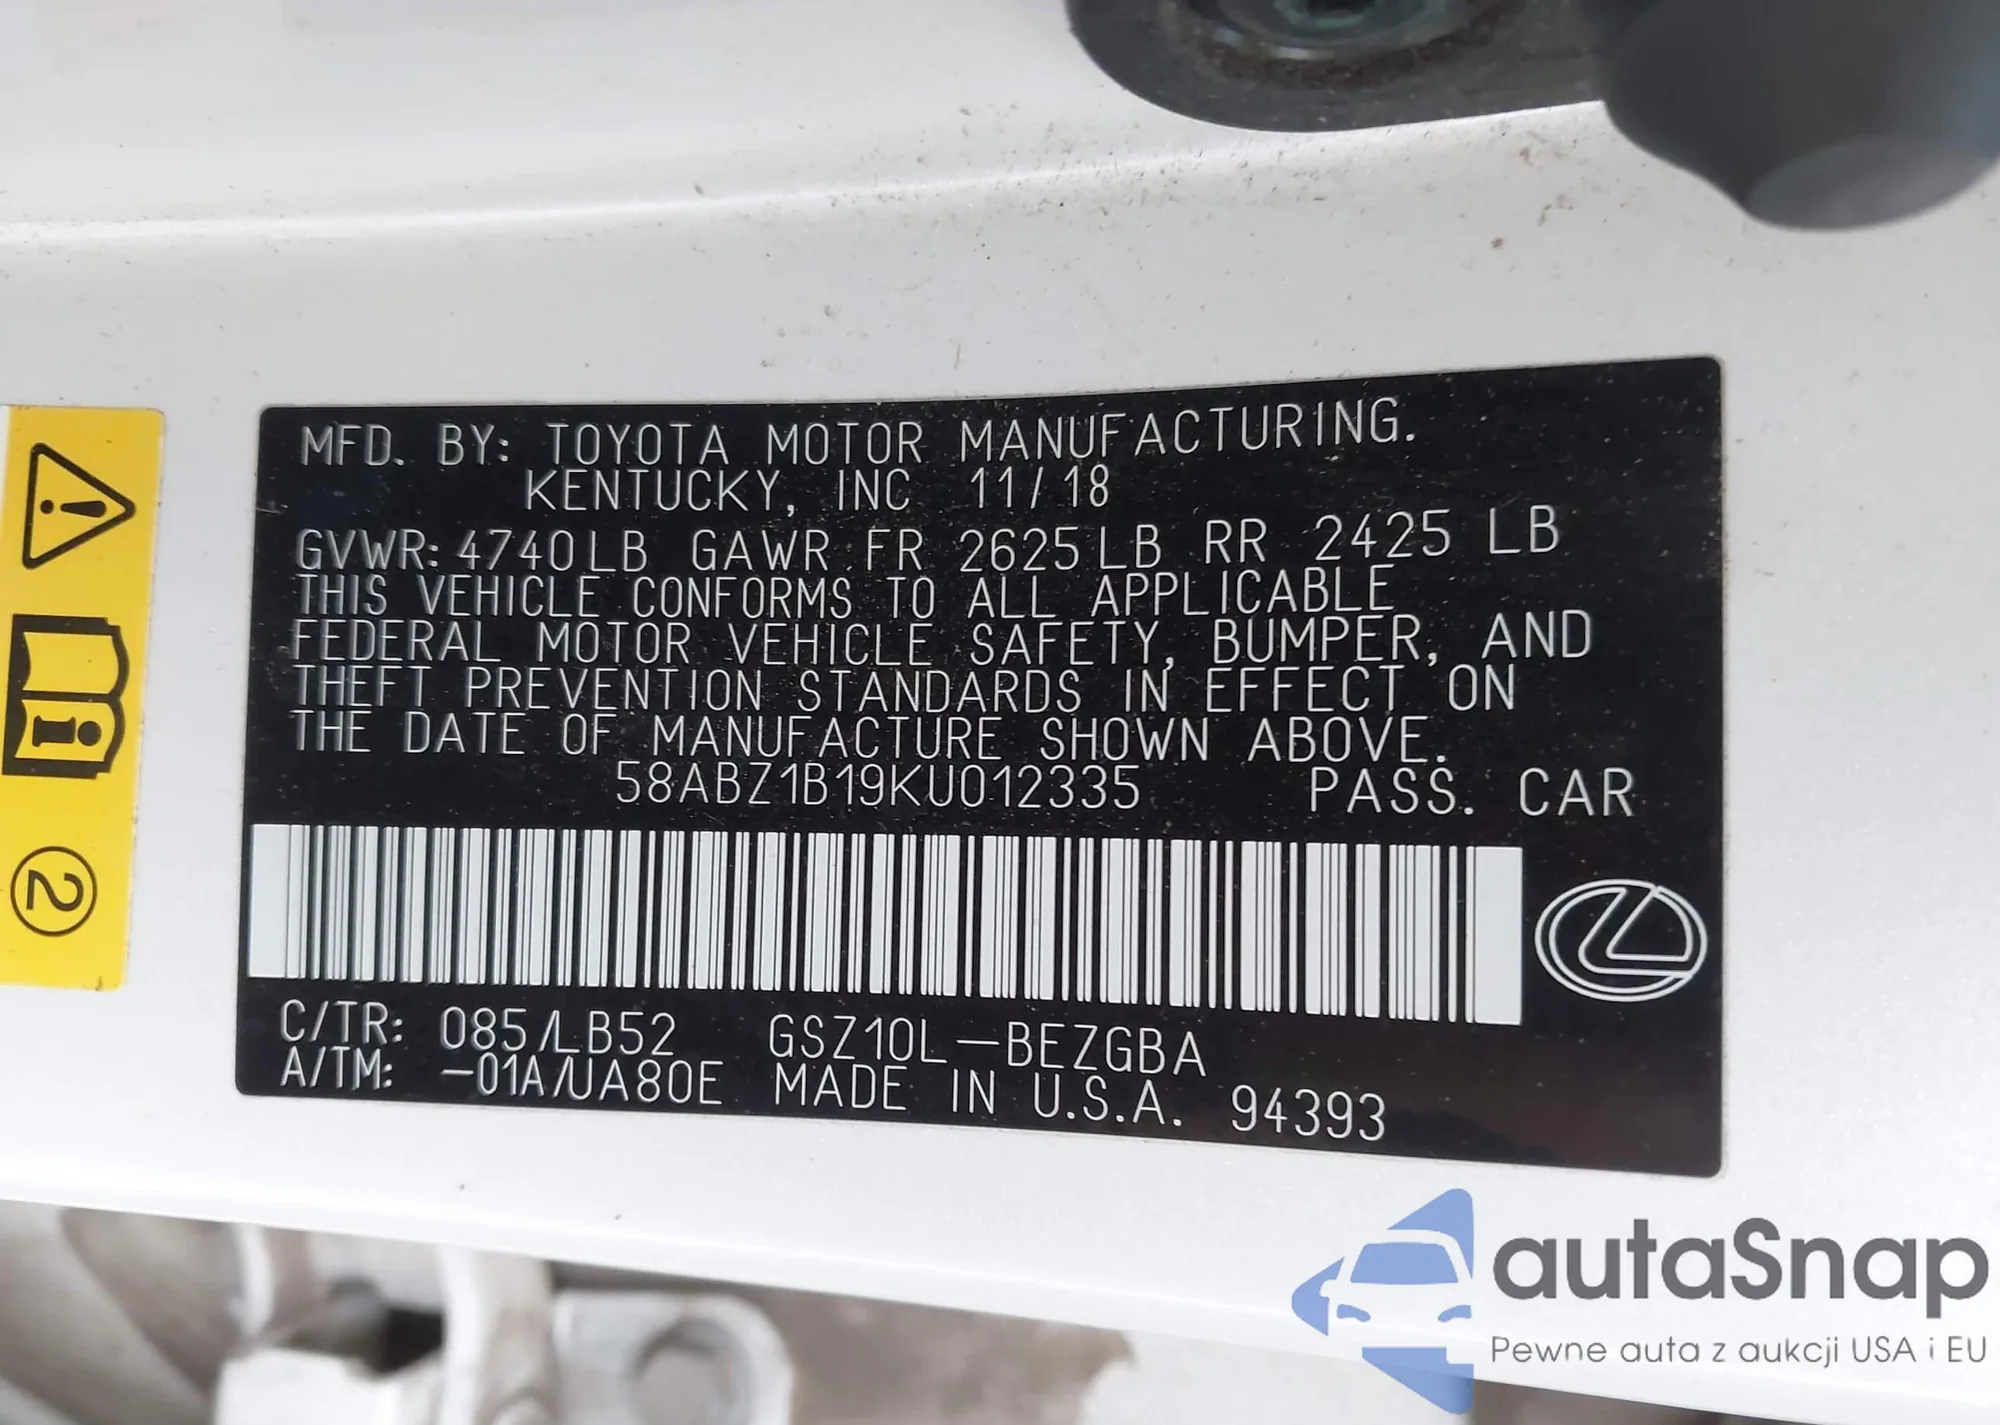 MFD. BY: TOYOTA MOTOR MANUFACTURING.
KENTUCKY, INC 11/18
GVWR: 4740LB GAWR FR 2625LB RR 2425 LB
THIS VEHICLE CONFORMS TO ALL APPLICABLE
FEDERAL MOTOR VEHICLE SAFETY, BUMPER, AND
THEFT PREVENTION STANDARDS IN EFFECT ON
THE DATE OF MANUFACTURE SHOWN ABOVE.
58ABZ1B19KU012335 PASS. CAR
C/TR: 085/LB52 GSZ10L-BEZGBA
A/TM: -01A/UA80E MADE IN U.S.A. 94393
2
autaSnap
Pewne auta z aukcji USA i EU